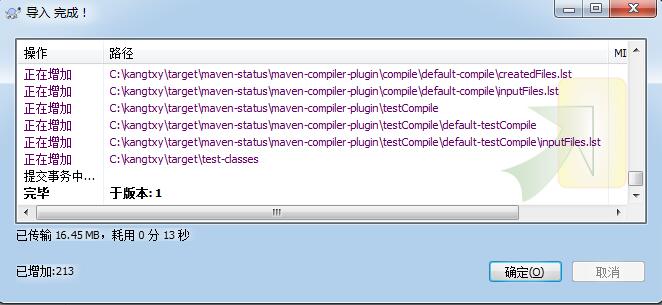 导入 完成！
操作 路径 MI
正在增加 C:\kangtxy\target\maven-status\maven-compiler-plugin\compile\default-compile\createdFiles.lst
正在增加 C:\kangtxy\target\maven-status\maven-compiler-plugin\compile\default-compile\inputFiles.lst
正在增加 C:\kangtxy\target\maven-status\maven-compiler-plugin\testCompile
正在增加 C:\kangtxy\target\maven-status\maven-compiler-plugin\testCompile\default-testCompile
正在增加 C:\kangtxy\target\maven-status\maven-compiler-plugin\testCompile\default-testCompile\inputFiles.lst
正在增加 C:\kangtxy\target\test-classes
提交事务中...
完毕 于版本: 1
已传输 16.45 MB，耗用 0 分 13 秒
已增加:213
确定(O) 取消